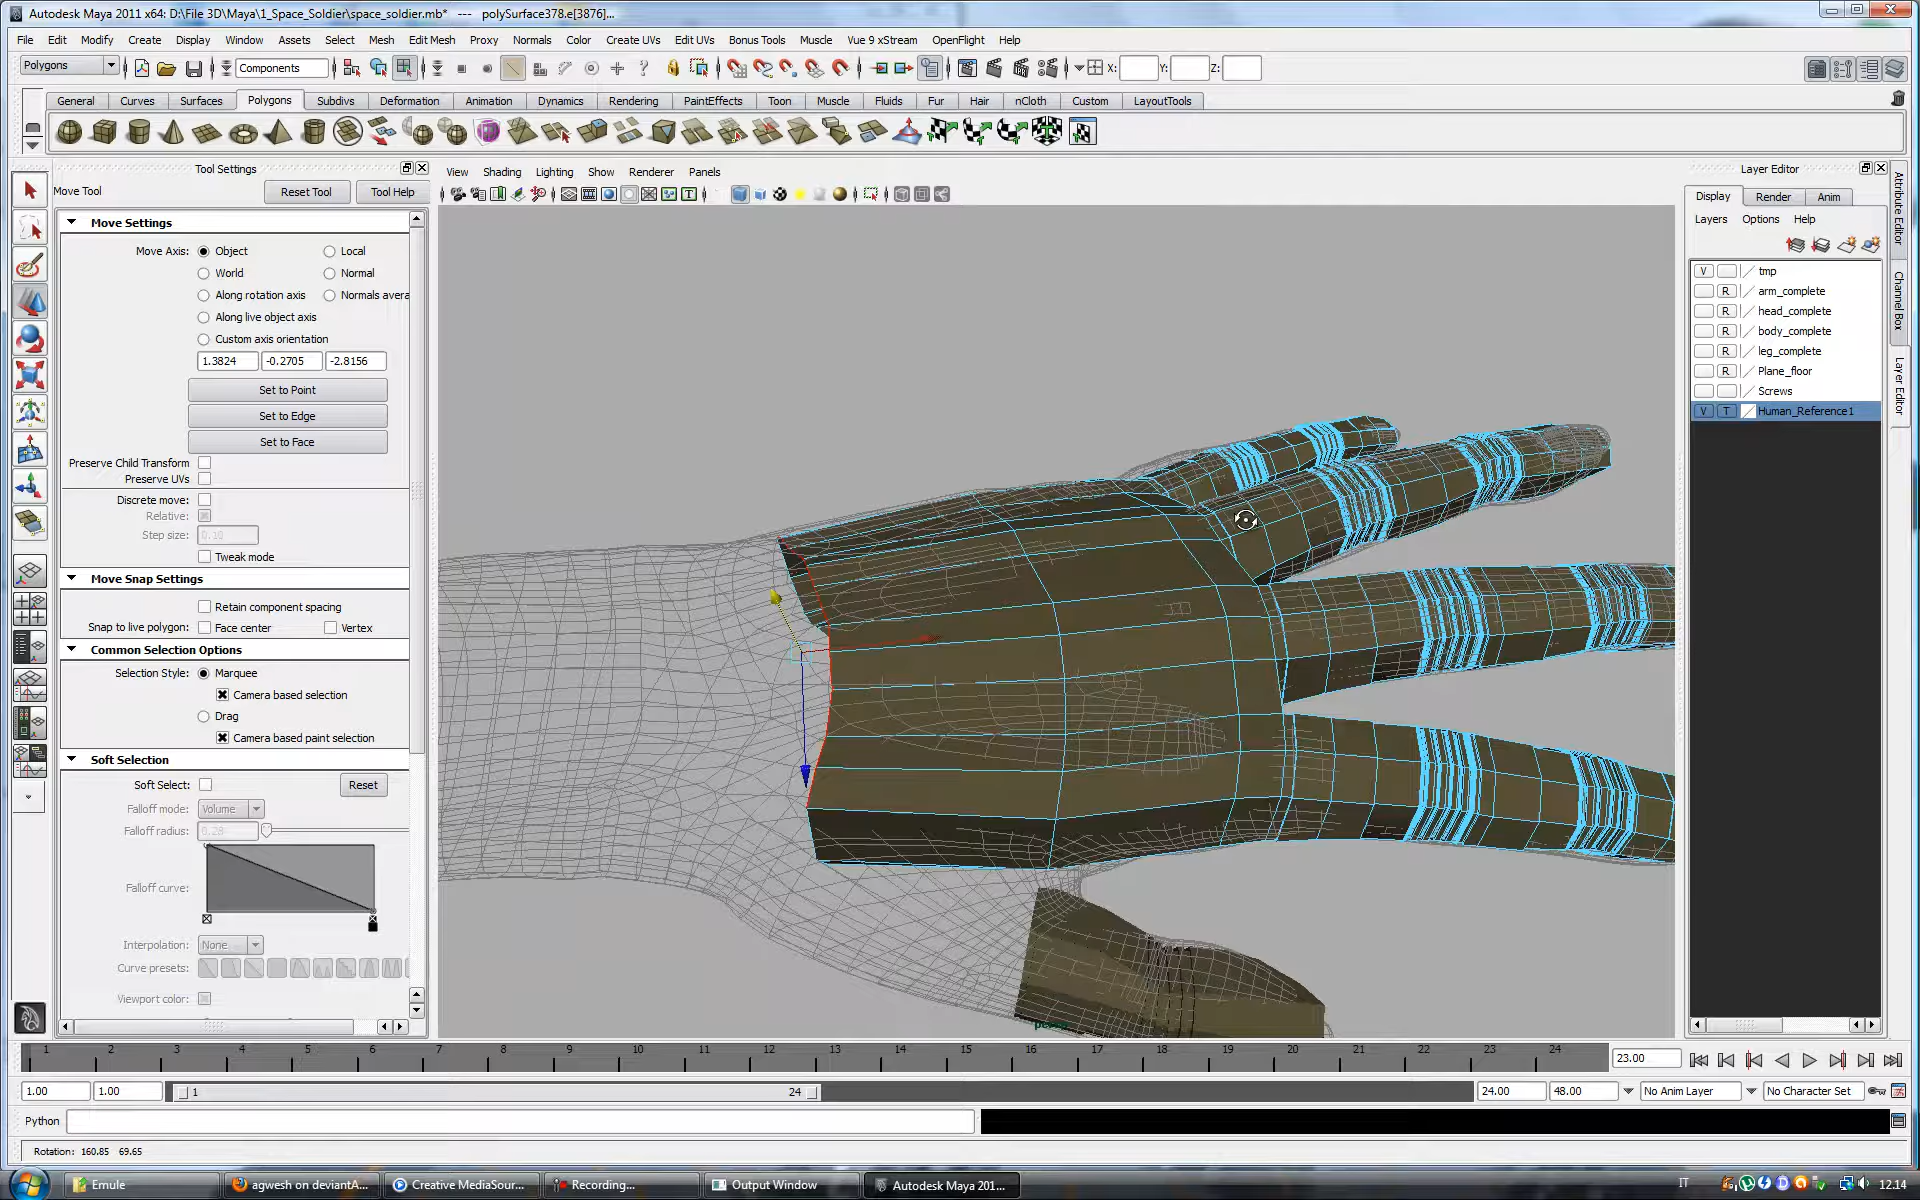 Autodesk Maya 2011 x64: D:\File 3D\Maya\1_Space_Soldier\space_soldier.mb* --- polySurface378.e[3876]...
File Edit Modify Create Display Window Assets Select Mesh Edit Mesh Proxy Normals Color Create UVs Edit UVs Bonus Tools Muscle Vue 9 xStream OpenFlight Help
Polygons Components X: Y: Z:
General Curves Surfaces Polygons Subdivs Deformation Animation Dynamics Rendering PaintEffects Toon Muscle Fluids Fur Hair nCloth Custom LayoutTools
Tool Settings
Move Tool Reset Tool Tool Help
Move Settings
Move Axis: Object Local
World Normal
Along rotation axis Normals avera
Along live object axis
Custom axis orientation
1.3824 -0.2705 -2.8156
Set to Point
Set to Edge
Set to Face
Preserve Child Transform
Preserve UVs
Discrete move:
Relative:
Step size: 0.10
Tweak mode
Move Snap Settings
Retain component spacing
Snap to live polygon: Face center Vertex
Common Selection Options
Selection Style: Marquee
Camera based selection
Drag
Camera based paint selection
Soft Selection
Soft Select: Reset
Falloff mode: Volume
Falloff radius: 0.28
Falloff curve:
Interpolation: None
Curve presets:
Viewport color:
View Shading Lighting Show Renderer Panels
persp
Layer Editor
Display Render Anim
Layers Options Help
V tmp
R arm_complete
R head_complete
R body_complete
R leg_complete
R Plane_floor
Screws
V T Human_Reference1
Attribute Editor
Channel Box
Layer Editor
1 2 3 4 5 6 7 8 9 10 11 12 13 14 15 16 17 18 19 20 21 22 23 24 23.00
1.00 1.00 1 24 24.00 48.00 No Anim Layer No Character Set
Python
Rotation: 160.85 69.65
Emule agwesh on deviantA... Creative MediaSour... Recording... Output Window Autodesk Maya 201... IT 12.14